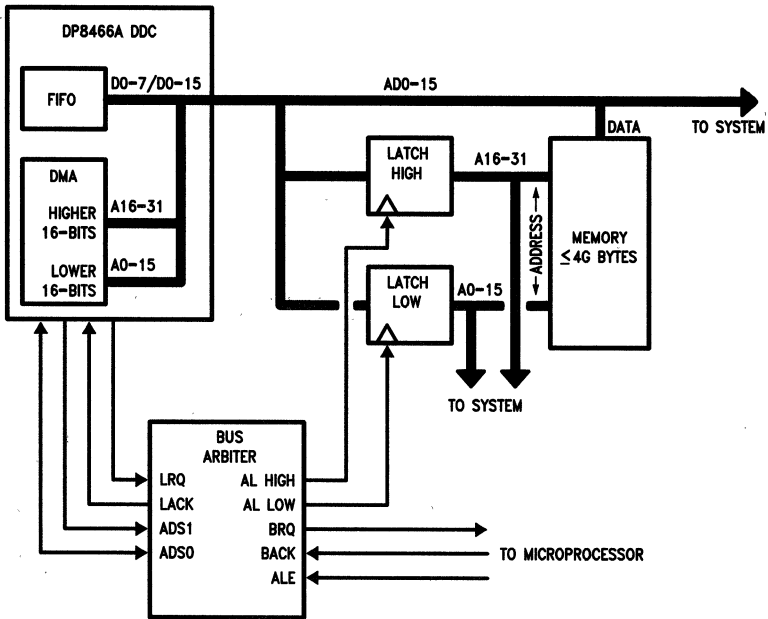 DP8466A DDC
FIFO
D0-7/D0-15
AD0-15
TO SYSTEM
DATA
DMA
HIGHER
16-BITS
A16-31
LOWER
16-BITS
A0-15
LATCH
HIGH
A16-31
LATCH
LOW
A0-15
ADDRESS
MEMORY
≤4G BYTES
TO SYSTEM
BUS
ARBITER
LRQ
AL HIGH
LACK
AL LOW
ADS1
BRQ
ADS0
BACK
TO MICROPROCESSOR
ALE